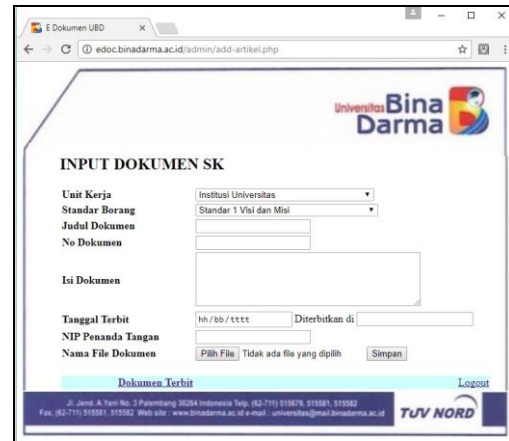 E Dokumen UBD
edoc.binadarma.ac.id/admin/add-artikel.php
Universitas Bina Darma
INPUT DOKUMEN SK
Unit Kerja Institusi Universitas
Standar Borang Standar 1 Visi dan Misi
Judul Dokumen
No Dokumen
Isi Dokumen
Tanggal Terbit hh/bb/tttt Diterbitkan di
NIP Penanda Tangan
Nama File Dokumen Pilih File Tidak ada file yang dipilih Simpan
Dokumen Terbit Logout
Jl. Jend. A.Yani No. 3 Palembang 30264 Indonesia Telp. (62-711) 515679, 515581, 515582
Fax. (62-711) 515581, 515582 Web site : www.binadarma.ac.id e-mail : universitas@mail.binadarma.ac.id
TUV NORD